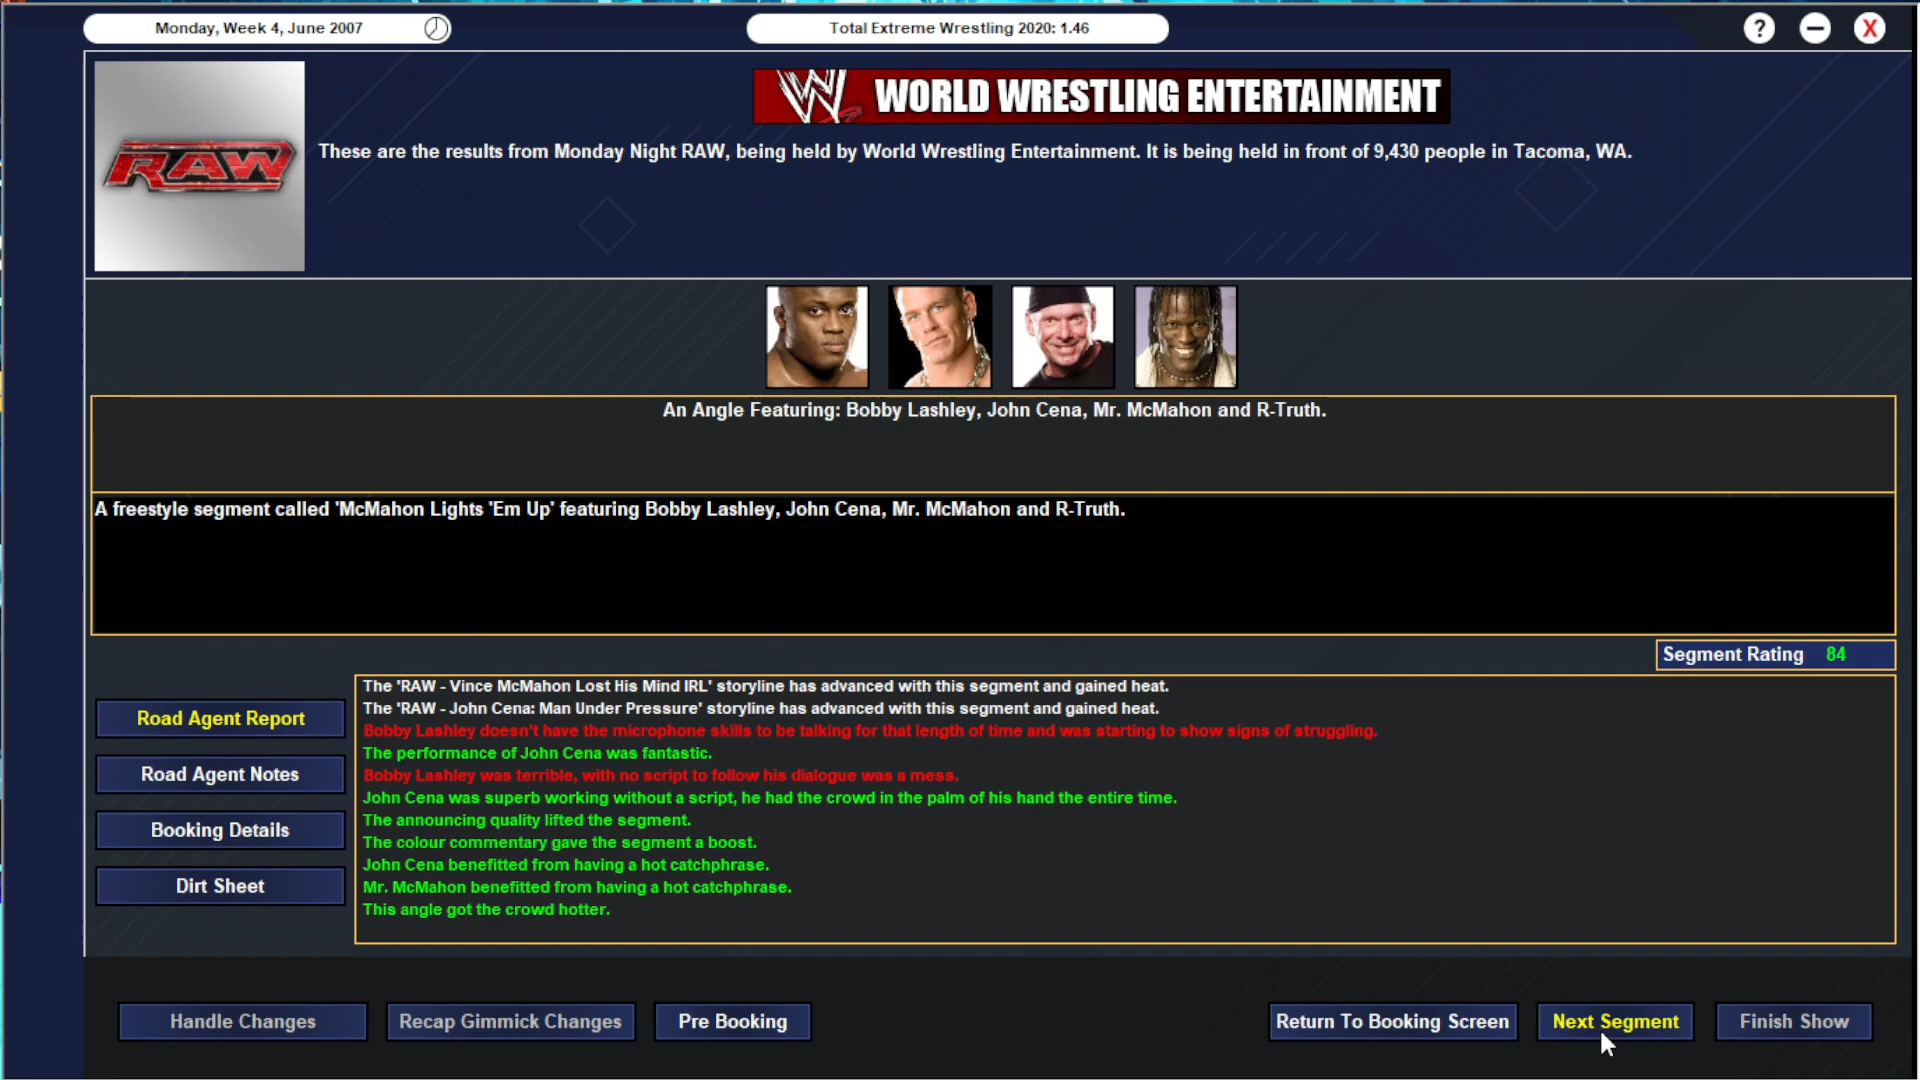 Monday, Week 4, June 2007
Total Extreme Wrestling 2020: 1.46
?
X
RAW
W WORLD WRESTLING ENTERTAINMENT
These are the results from Monday Night RAW, being held by World Wrestling Entertainment. It is being held in front of 9,430 people in Tacoma, WA.
An Angle Featuring: Bobby Lashley, John Cena, Mr. McMahon and R-Truth.
A freestyle segment called 'McMahon Lights 'Em Up' featuring Bobby Lashley, John Cena, Mr. McMahon and R-Truth.
Segment Rating 84
Road Agent Report
Road Agent Notes
Booking Details
Dirt Sheet
The 'RAW - Vince McMahon Lost His Mind IRL' storyline has advanced with this segment and gained heat.
The 'RAW - John Cena: Man Under Pressure' storyline has advanced with this segment and gained heat.
Bobby Lashley doesn't have the microphone skills to be talking for that length of time and was starting to show signs of struggling.
The performance of John Cena was fantastic.
Bobby Lashley was terrible, with no script to follow his dialogue was a mess.
John Cena was superb working without a script, he had the crowd in the palm of his hand the entire time.
The announcing quality lifted the segment.
The colour commentary gave the segment a boost.
John Cena benefitted from having a hot catchphrase.
Mr. McMahon benefitted from having a hot catchphrase.
This angle got the crowd hotter.
Handle Changes
Recap Gimmick Changes
Pre Booking
Return To Booking Screen
Next Segment
Finish Show